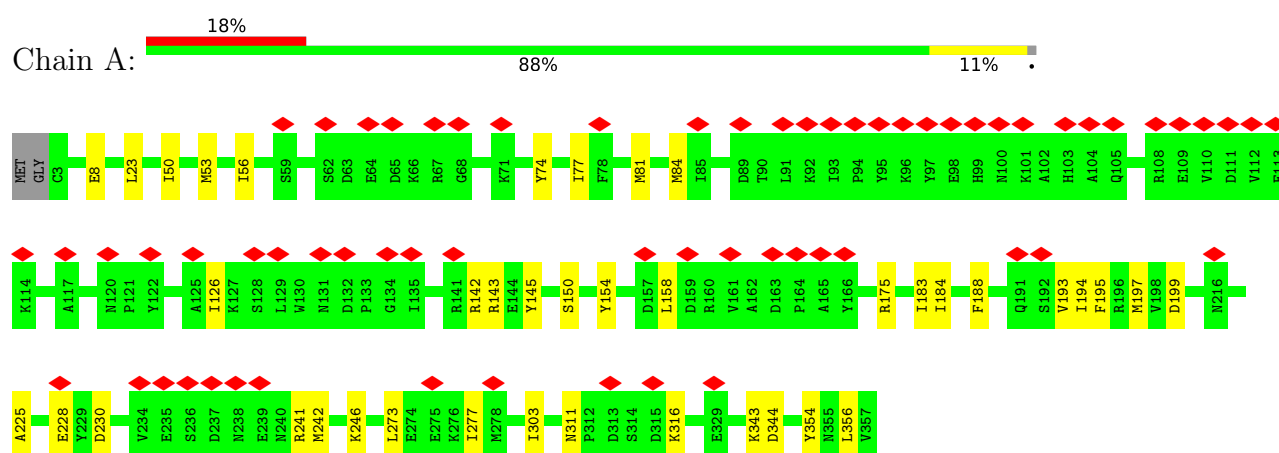 18%
Chain A:
88% 11%
MET GLY C3 E8 L23 I50 M53 I56 S59 S62 D63 E64 D65 K66 R67 G68 K71 Y74 I77 F78 M81 M84 I85 D89 T90 L91 K92 I93 P94 Y95 K96 Y97 E98 H99 N100 K101 A102 H103 A104 Q105 R108 E109 V110 D111 V112 E113
K114 A117 N120 P121 Y122 A125 I126 K127 S128 L129 W130 N131 D132 P133 G134 I135 R141 R142 R143 E144 Y145 S150 Y154 D157 L158 D159 R160 V161 A162 D163 P164 A165 Y166 R175 I183 I184 F188 Q191 S192 V193 I194 F195 R196 M197 V198 D199 N216
A225 E228 Y229 D230 V234 E235 S236 D237 N238 E239 N240 R241 M242 K246 L273 E274 E275 K276 I277 M278 I303 N311 P312 D313 S314 D315 K316 E329 K343 D344 Y354 N355 L356 V357